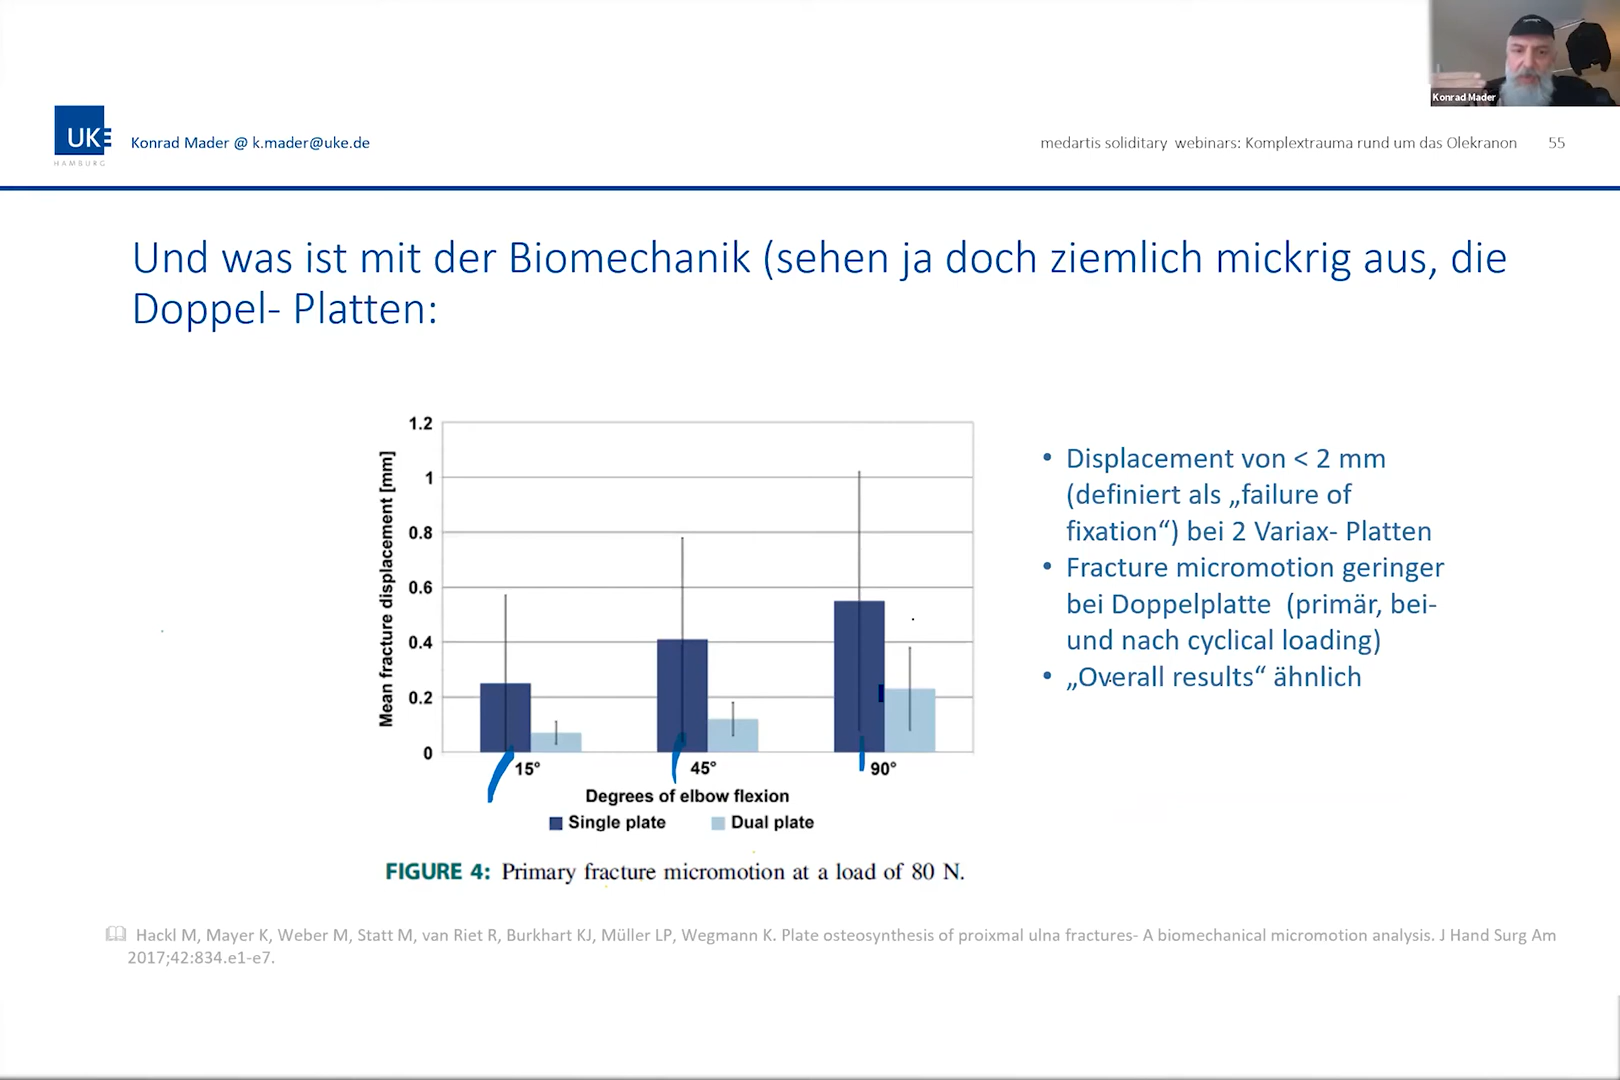 Konrad Mader
UKE
HAMBURG
Konrad Mader @ k.mader@uke.de
medartis soliditary webinars: Komplextrauma rund um das Olekranon 55
Und was ist mit der Biomechanik (sehen ja doch ziemlich mickrig aus, die
Doppel- Platten:
Mean fracture displacement [mm]
1.2
1
0.8
0.6
0.4
0.2
0
15° 45° 90°
Degrees of elbow flexion
Single plate Dual plate
FIGURE 4: Primary fracture micromotion at a load of 80 N.
• Displacement von < 2 mm
(definiert als „failure of
fixation“) bei 2 Variax- Platten
• Fracture micromotion geringer
bei Doppelplatte (primär, bei-
und nach cyclical loading)
• „Overall results“ ähnlich
Hackl M, Mayer K, Weber M, Statt M, van Riet R, Burkhart KJ, Müller LP, Wegmann K. Plate osteosynthesis of proixmal ulna fractures- A biomechanical micromotion analysis. J Hand Surg Am
2017;42:834.e1-e7.